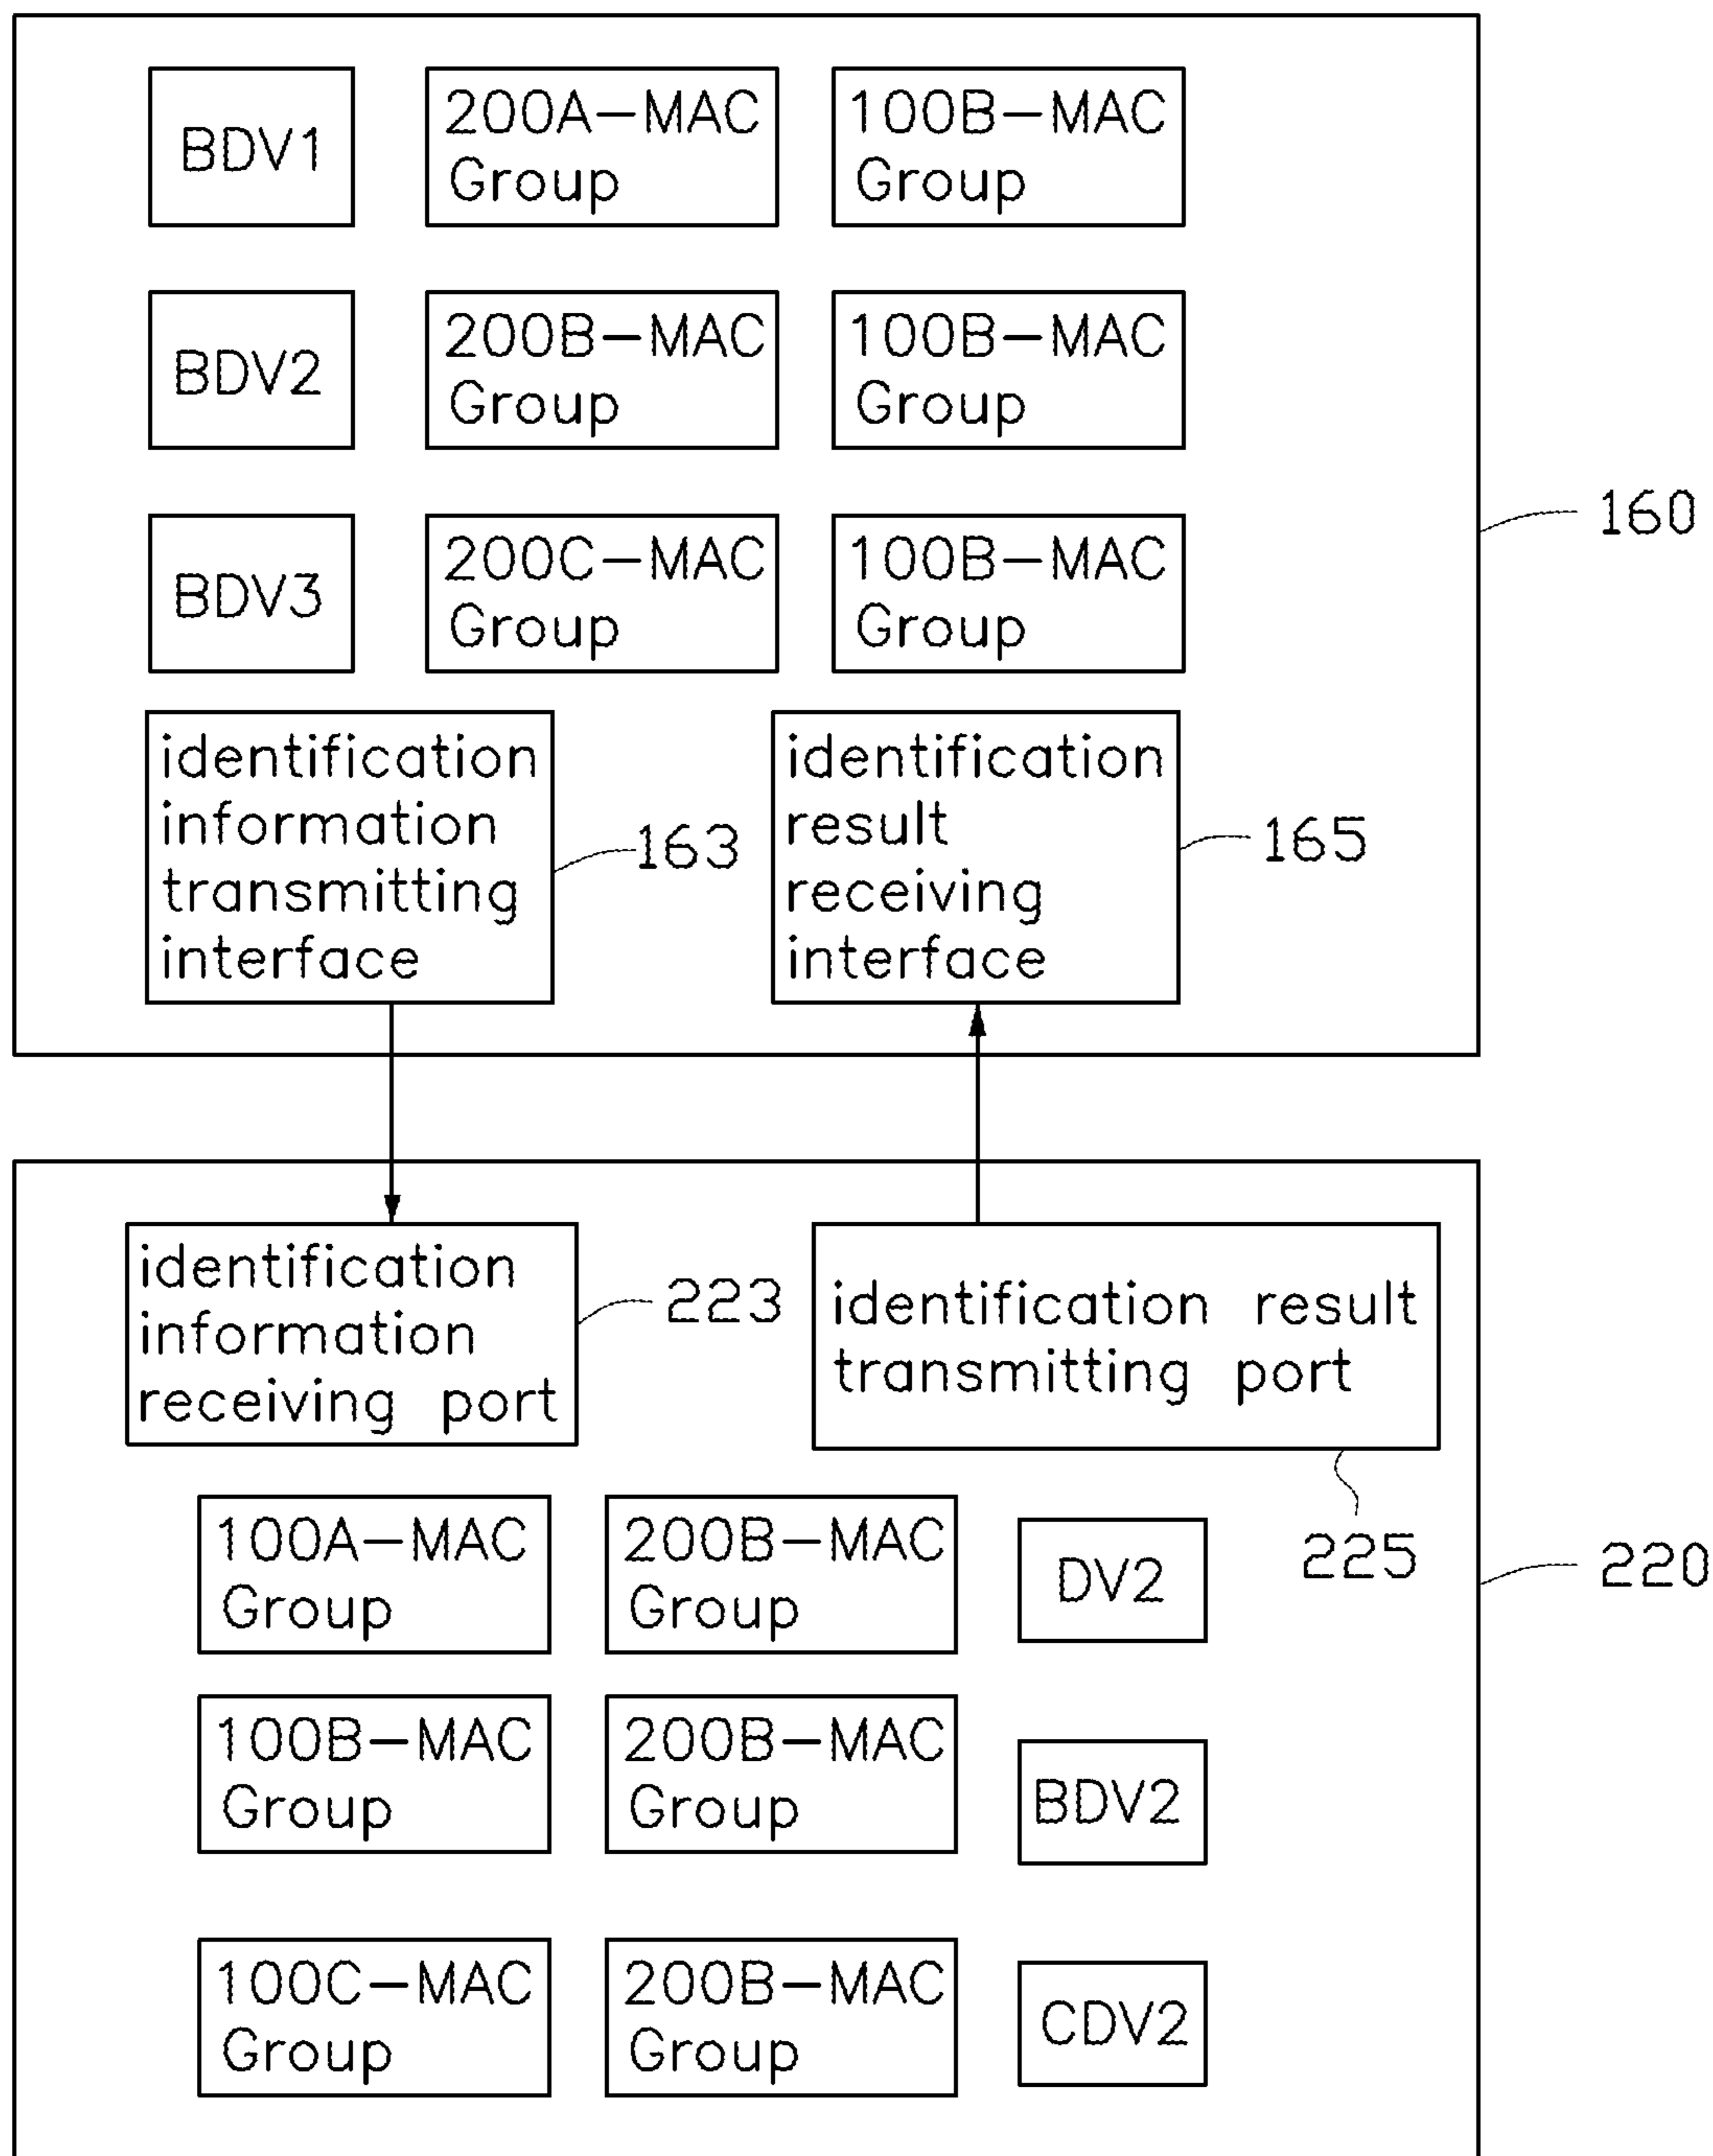 BDV1
200A-MAC
Group
100B-MAC
Group
BDV2
200B-MAC
Group
100B-MAC
Group
BDV3
200C-MAC
Group
100B-MAC
Group
160
identification
information
transmitting
interface
163
identification
result
receiving
interface
165
identification
information
receiving port
223
identification result
transmitting port
225
220
100A-MAC
Group
200B-MAC
Group
DV2
100B-MAC
Group
200B-MAC
Group
BDV2
100C-MAC
Group
200B-MAC
Group
CDV2